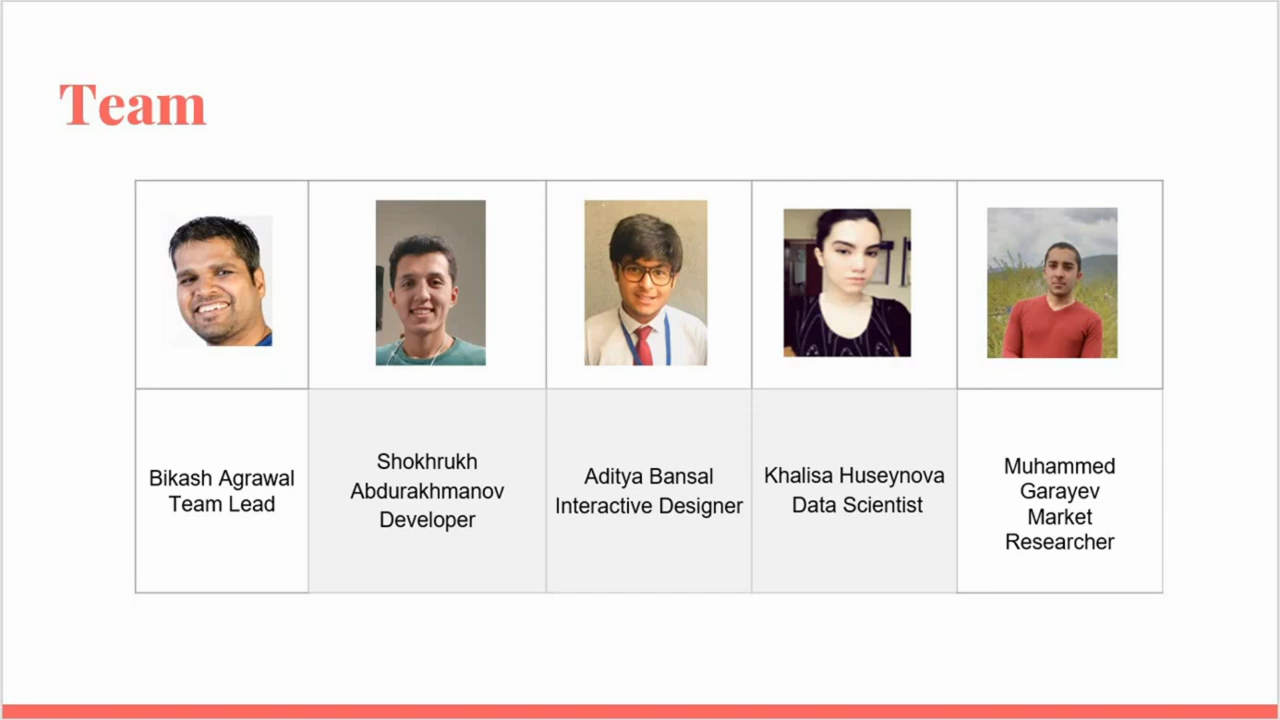 Team
Bikash Agrawal
Team Lead
Shokhrukh
Abdurakhmanov
Developer
Aditya Bansal
Interactive Designer
Khalisa Huseynova
Data Scientist
Muhammed
Garayev
Market
Researcher